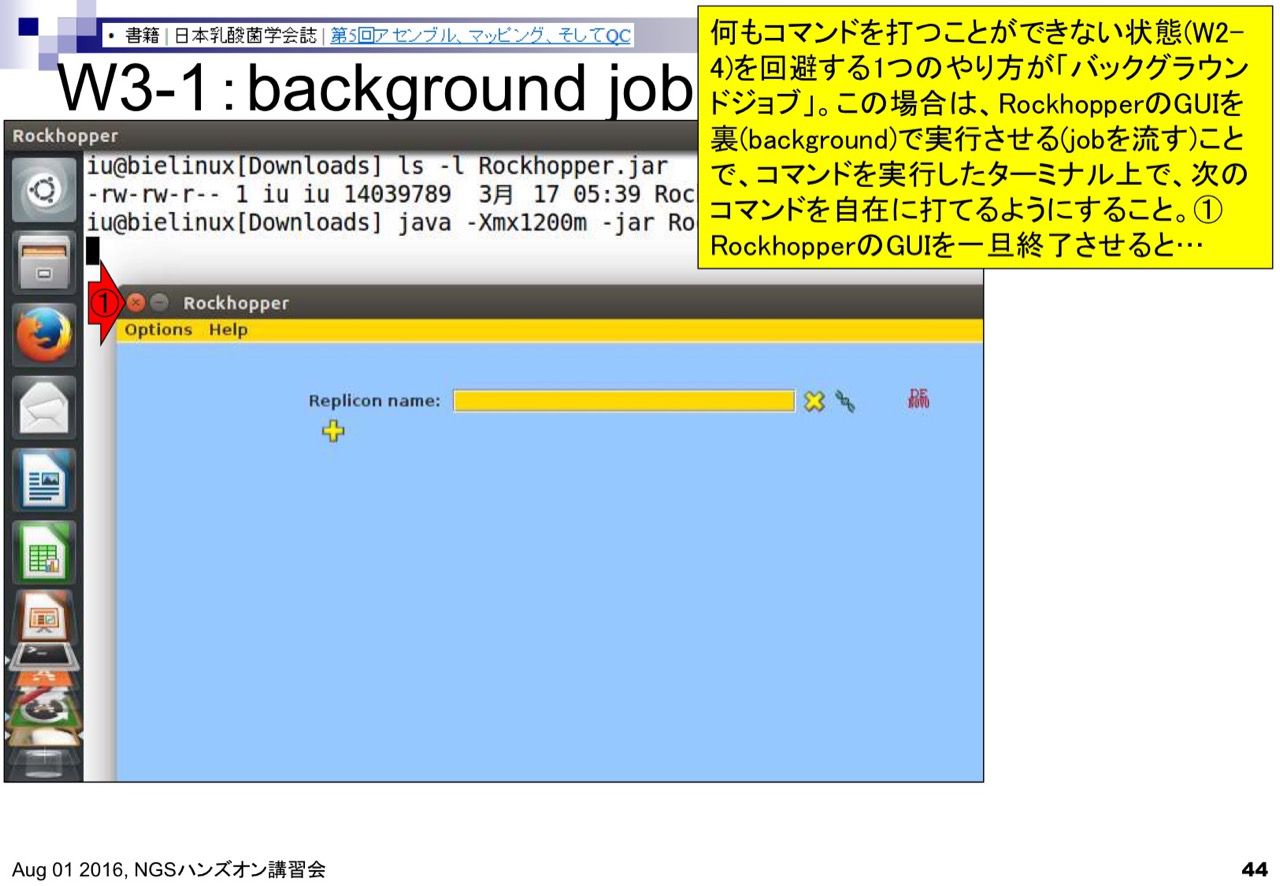 ・ 書籍 | 日本乳酸菌学会誌 | 第5回アセンブル、マッピング、そしてQC
W3-1：background job
何もコマンドを打つことができない状態(W2-
4)を回避する1つのやり方が「バックグラウン
ドジョブ」。この場合は、RockhopperのGUIを
裏(background)で実行させる(jobを流す)こと
で、コマンドを実行したターミナル上で、次の
コマンドを自在に打てるようにすること。①
RockhopperのGUIを一旦終了させると…
Rockhopper
iu@bielinux[Downloads] ls -l Rockhopper.jar
-rw-rw-r-- 1 iu iu 14039789 3月 17 05:39 Roc
iu@bielinux[Downloads] java -Xmx1200m -jar Ro
①
Rockhopper
Options Help
Replicon name:
DE
NOVO
Aug 01 2016, NGSハンズオン講習会
44